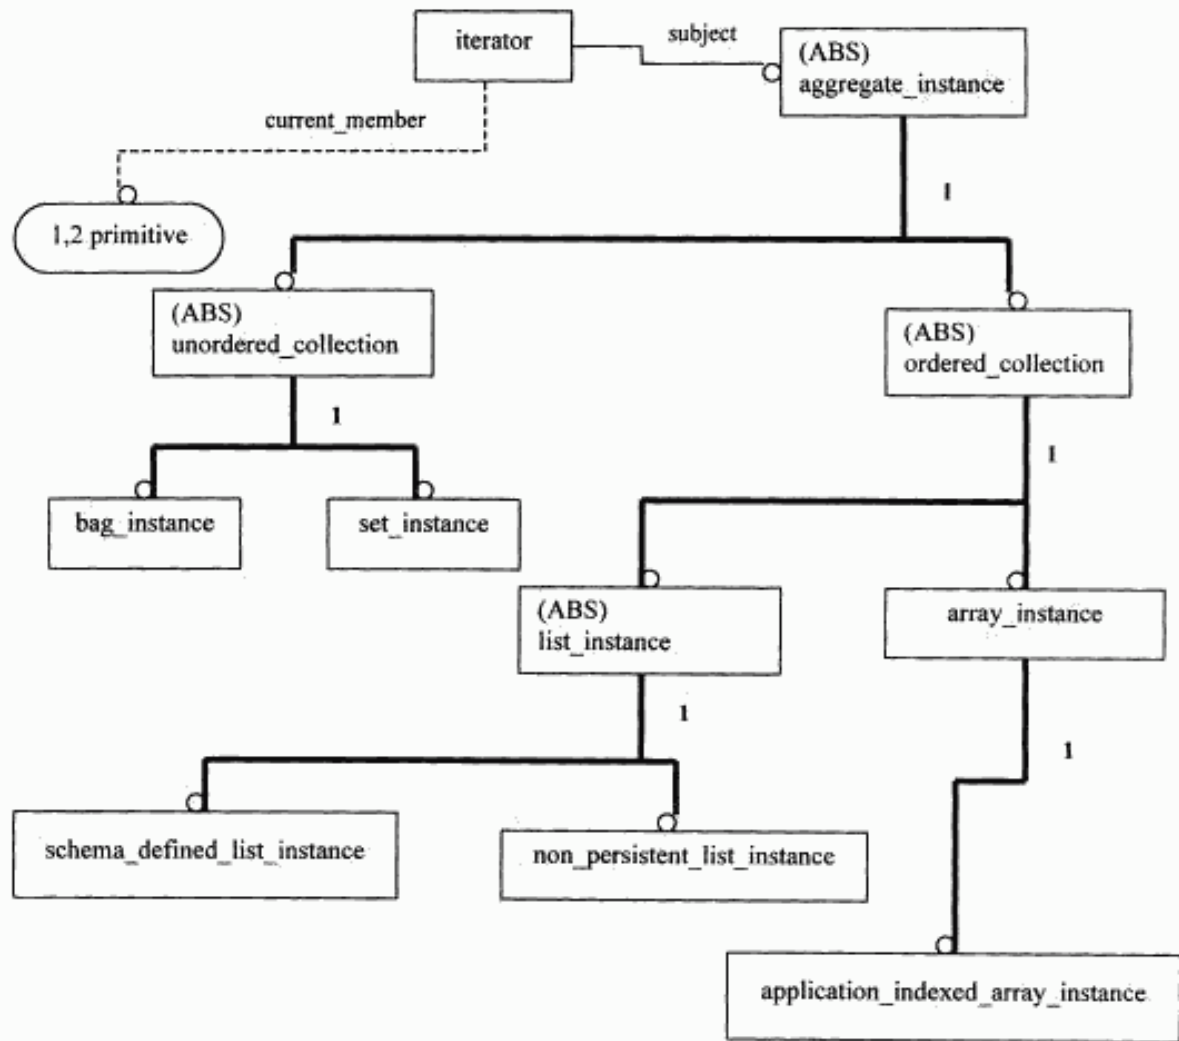 iterator
subject
(ABS)
aggregate_instance
current_member
1
1,2 primitive
(ABS)
unordered_collection
(ABS)
ordered_collection
1
1
bag_instance
set_instance
(ABS)
list_instance
array_instance
1
1
schema_defined_list_instance
non_persistent_list_instance
application_indexed_array_instance